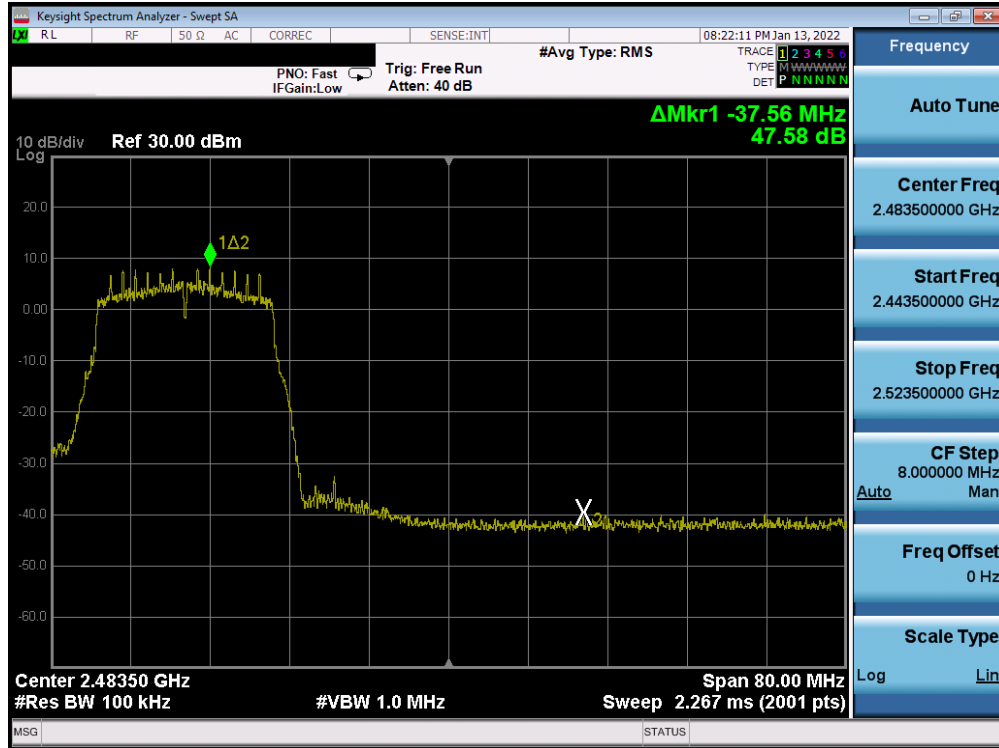 Keysight Spectrum Analyzer - Swept SA
LXI RL RF 50 Ω AC CORREC SENSE:INT 08:22:11 PM Jan 13, 2022
#Avg Type: RMS TRACE 1 2 3 4 5 6
PNO: Fast Trig: Free Run TYPE M WWWWW
IFGain:Low Atten: 40 dB DET P N N N N N
ΔMkr1 -37.56 MHz
47.58 dB
10 dB/div Ref 30.00 dBm
Log
20.0
1Δ2
10.0
0.00
-10.0
-20.0
-30.0
-40.0
X
-50.0
-60.0
Center 2.48350 GHz Span 80.00 MHz
#Res BW 100 kHz #VBW 1.0 MHz Sweep 2.267 ms (2001 pts)
MSG STATUS
Frequency
Auto Tune
Center Freq
2.483500000 GHz
Start Freq
2.443500000 GHz
Stop Freq
2.523500000 GHz
CF Step
8.000000 MHz
Auto Man
Freq Offset
0 Hz
Scale Type
Log Lin